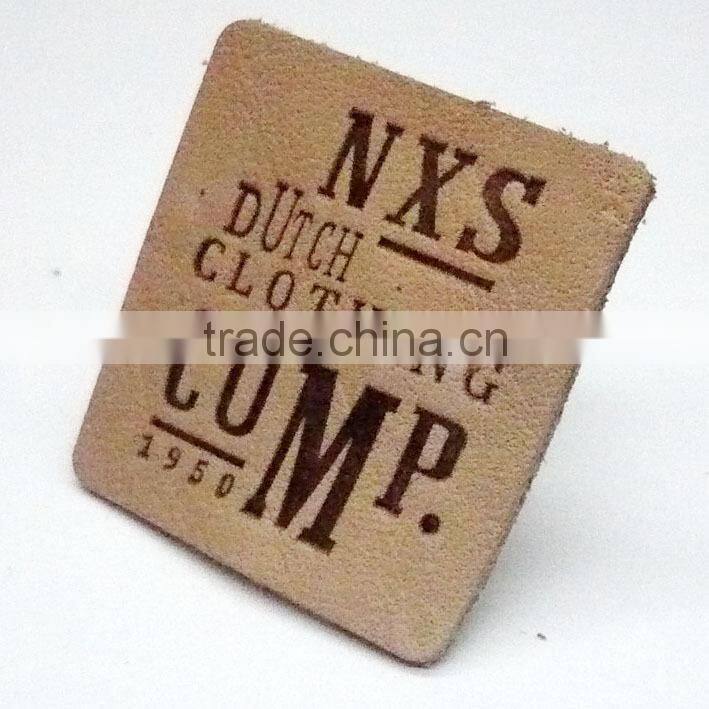 NXS
DUTCH
CLOTHING
trade.china.cn
COMP.
1950